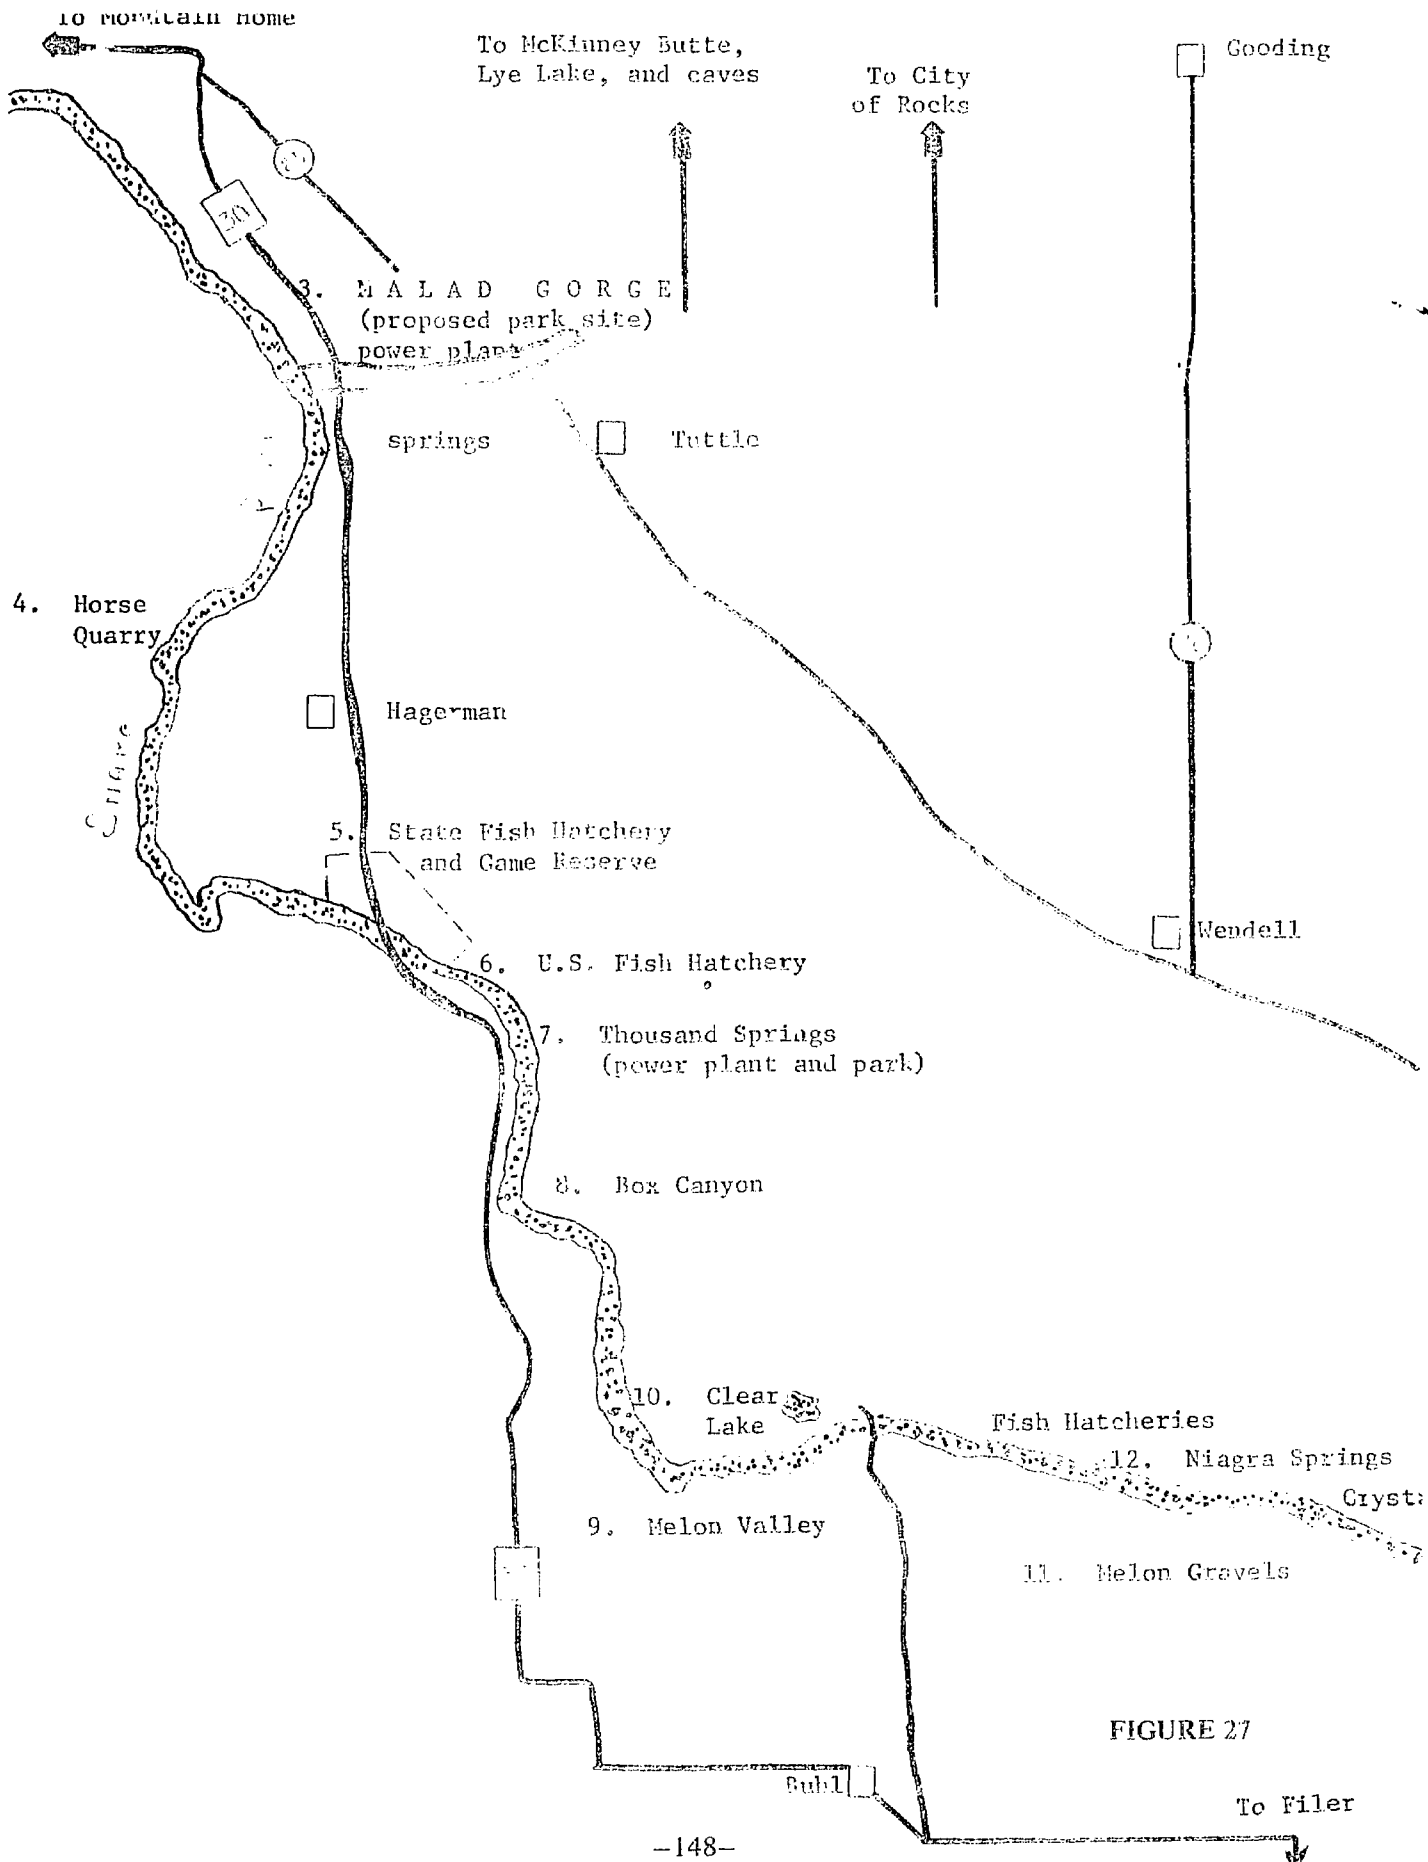 To Mountain Home
To McKinney Butte,
Lye Lake, and caves
To City
of Rocks
Gooding
30
3. MALAD GORGE
(proposed park site)
power plant
springs
Tuttle
4. Horse
Quarry
Hagerman
Snake
5. State Fish Hatchery
and Game Reserve
Wendell
6. U.S. Fish Hatchery
7. Thousand Springs
(power plant and park)
8. Box Canyon
10. Clear
Lake
Fish Hatcheries
12. Niagra Springs
Crysta
9. Melon Valley
11. Melon Gravels
FIGURE 27
Buhl
To Filer
–148–